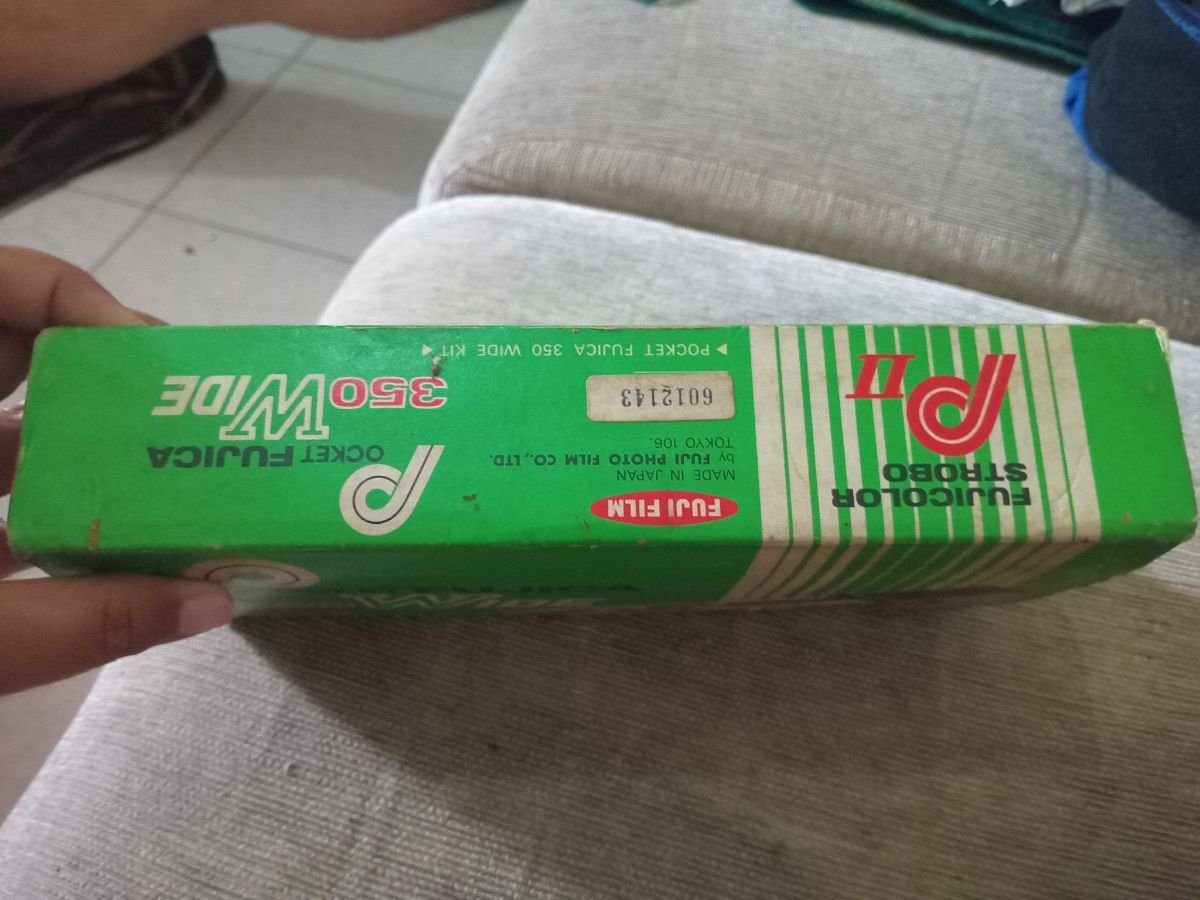 FUJICOLOR
STROBO
P II
FUJI FILM
MADE IN JAPAN
by FUJI PHOTO FILM CO., LTD.
TOKYO 106.
6012143
POCKET FUJICA 350 WIDE KIT
POCKET FUJICA
350 WIDE